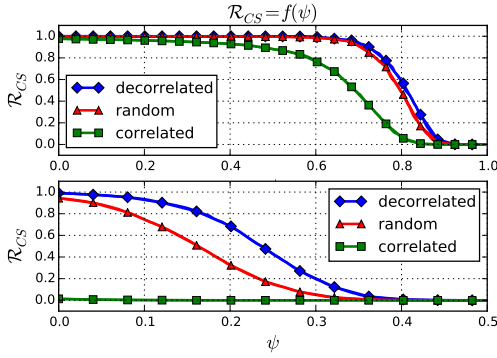 R_CS = f(ψ)
R_CS
1.0
0.8
0.6
0.4
0.2
0.0
decorrelated
random
correlated
0.0 0.2 0.4 0.6 0.8 1.0
R_CS
1.0
0.8
0.6
0.4
0.2
0.0
decorrelated
random
correlated
0.0 0.1 0.2 0.3 0.4 0.5
ψ